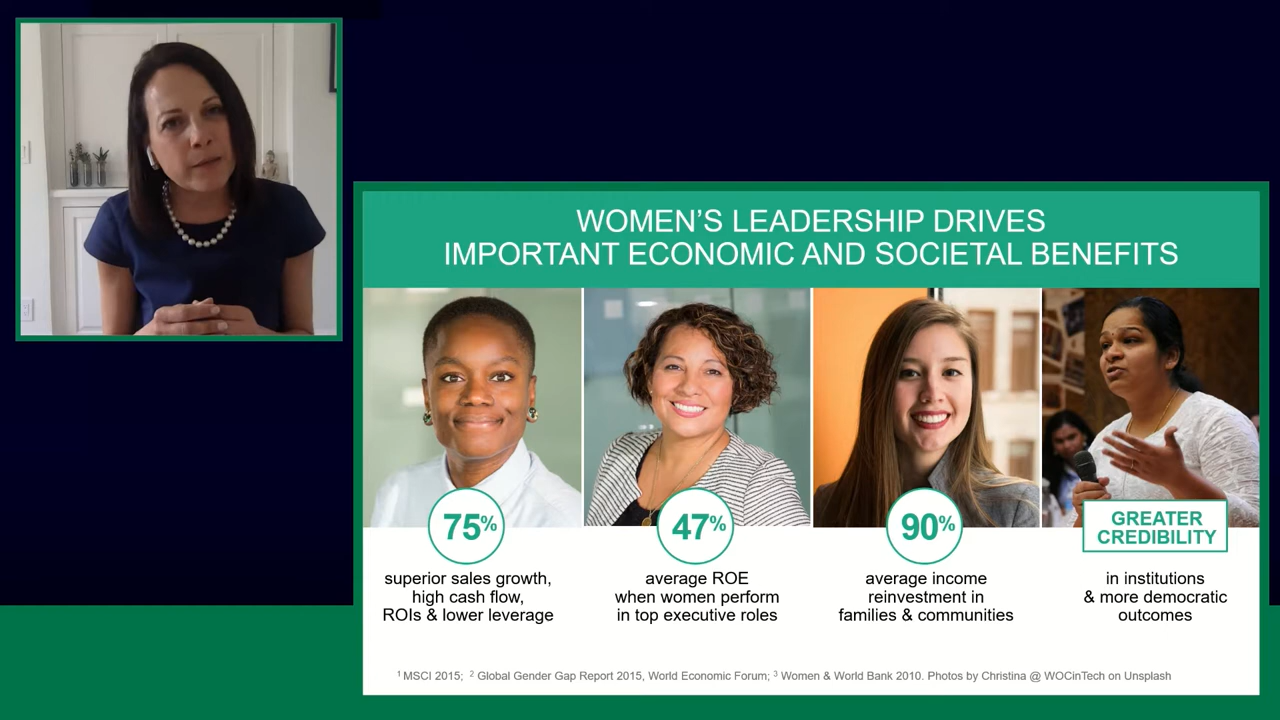 WOMEN'S LEADERSHIP DRIVES
IMPORTANT ECONOMIC AND SOCIETAL BENEFITS
75%
superior sales growth,
high cash flow,
ROIs & lower leverage
47%
average ROE
when women perform
in top executive roles
90%
average income
reinvestment in
families & communities
GREATER
CREDIBILITY
in institutions
& more democratic
outcomes
1 MSCI 2015; 2 Global Gender Gap Report 2015, World Economic Forum; 3 Women & World Bank 2010. Photos by Christina @ WOCinTech on Unsplash